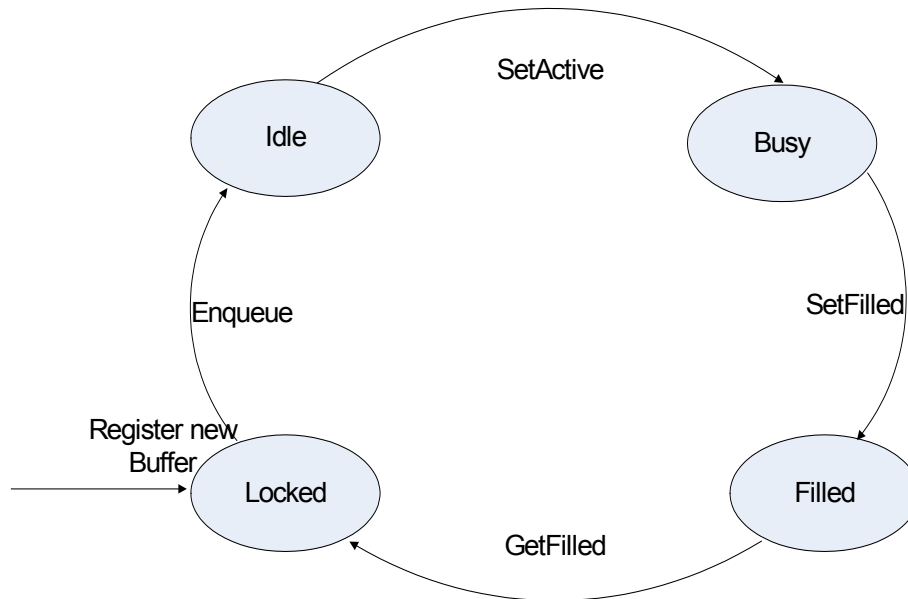 SetActive
Idle
Busy
Enqueue
SetFilled
Register new
Buffer
Locked
Filled
GetFilled